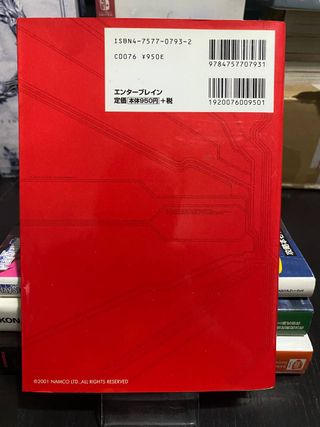 ISBN4-7577-0793-2
C0076 ¥950E
9784757707931
1920076009501
エンターブレイン
定価 本体950円 +税
©2001 NAMCO LTD.,ALL RIGHTS RESERVED
KON